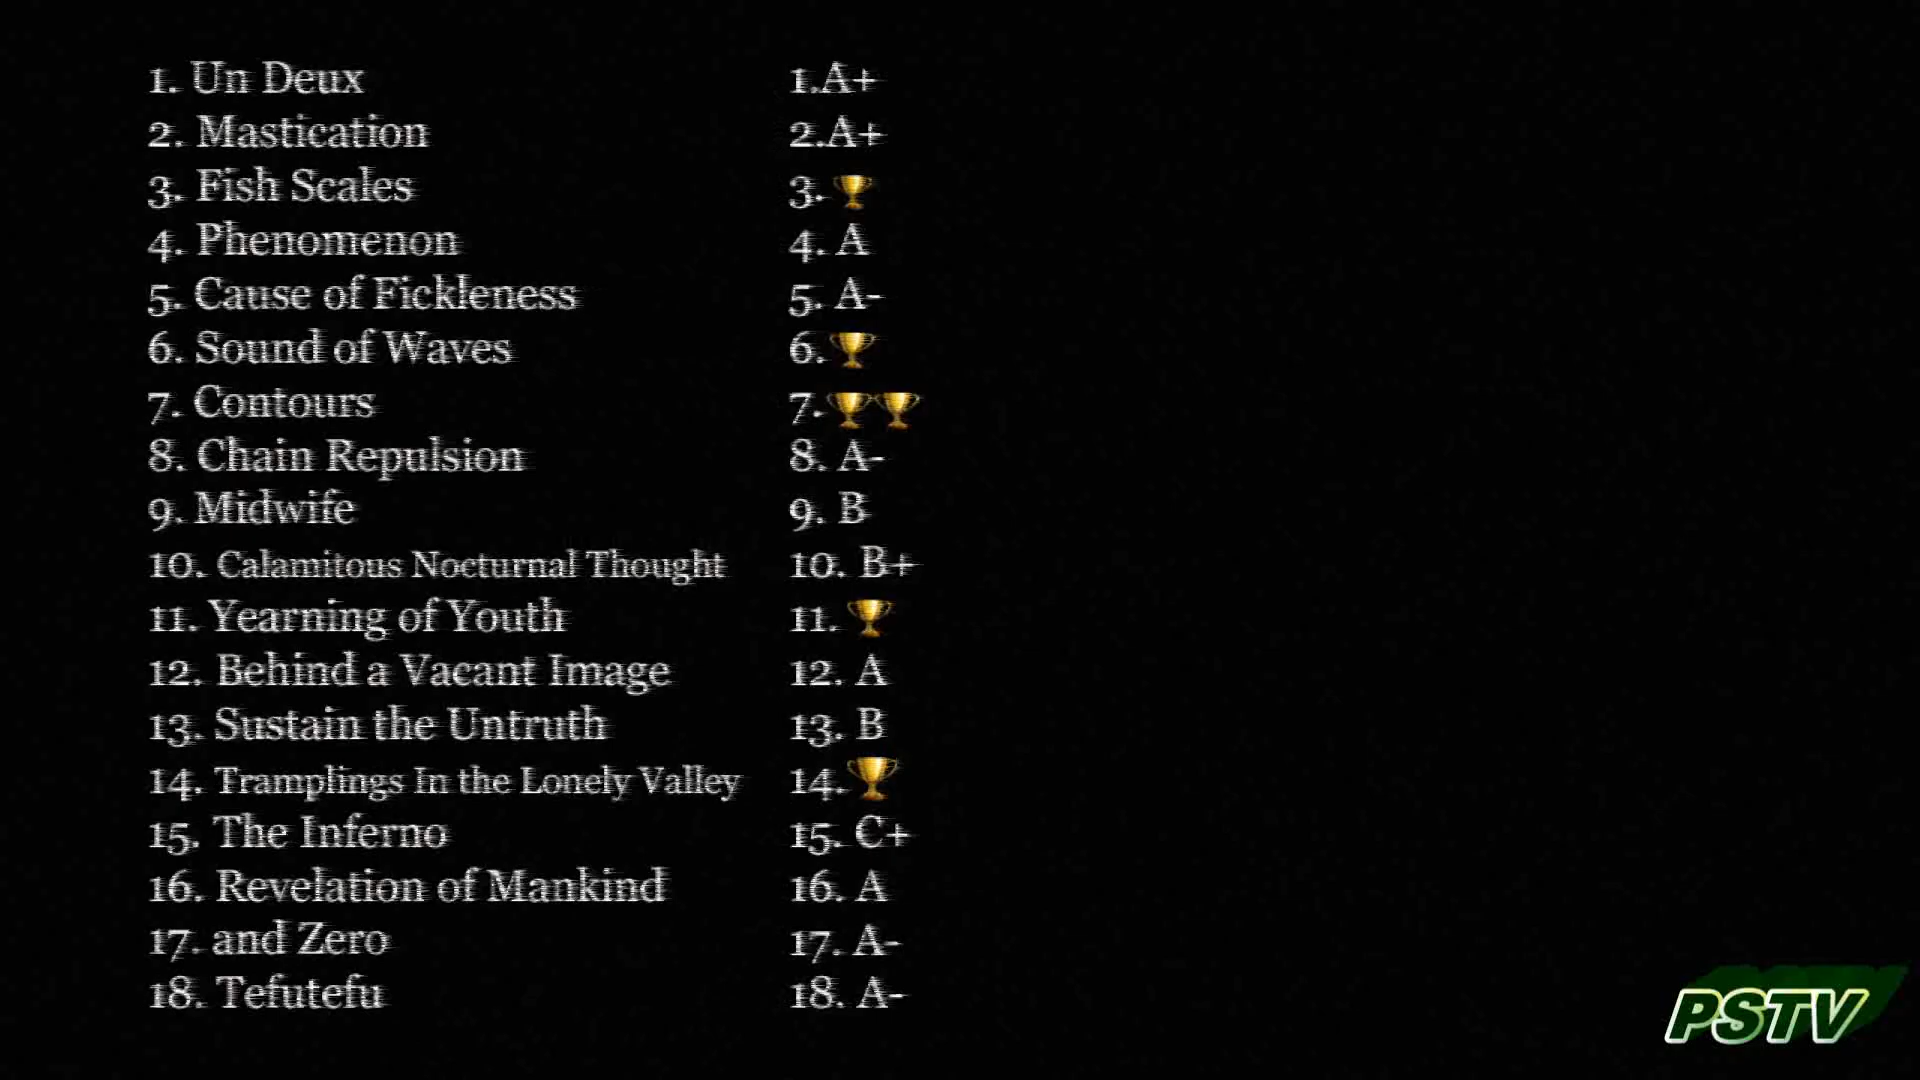 1. Un Deux
2. Mastication
3. Fish Scales
4. Phenomenon
5. Cause of Fickleness
6. Sound of Waves
7. Contours
8. Chain Repulsion
9. Midwife
10. Calamitous Nocturnal Thought
11. Yearning of Youth
12. Behind a Vacant Image
13. Sustain the Untruth
14. Tramplings In the Lonely Valley
15. The Inferno
16. Revelation of Mankind
17. and Zero
18. Tefutefu
1.A+
2.A+
3. 🏆
4. A
5. A-
6. 🏆
7. 🏆🏆
8. A-
9. B
10. B+
11. 🏆
12. A
13. B
14. 🏆
15. C+
16. A
17. A-
18. A-
PSTV